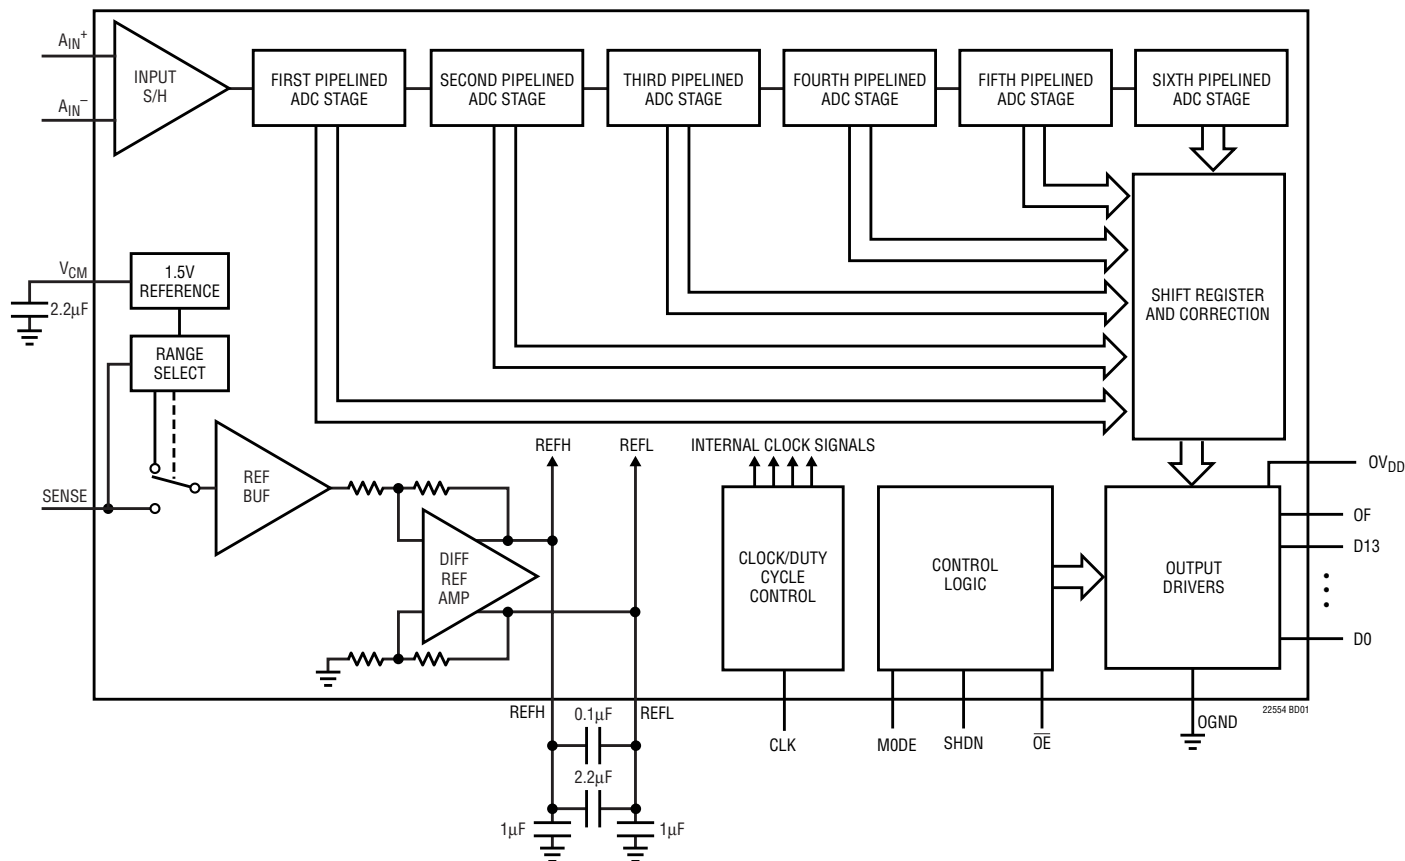 AIN+
AIN−
INPUT
S/H
FIRST PIPELINED
ADC STAGE
SECOND PIPELINED
ADC STAGE
THIRD PIPELINED
ADC STAGE
FOURTH PIPELINED
ADC STAGE
FIFTH PIPELINED
ADC STAGE
SIXTH PIPELINED
ADC STAGE
VCM
2.2µF
1.5V
REFERENCE
RANGE
SELECT
SHIFT REGISTER
AND CORRECTION
SENSE
REF
BUF
REFH
REFL
DIFF
REF
AMP
INTERNAL CLOCK SIGNALS
CLOCK/DUTY
CYCLE
CONTROL
CONTROL
LOGIC
OUTPUT
DRIVERS
OVDD
OF
D13
D0
REFH
0.1µF
REFL
2.2µF
1µF
1µF
CLK
M0DE
SHDN
OE
OGND
22554 BD01